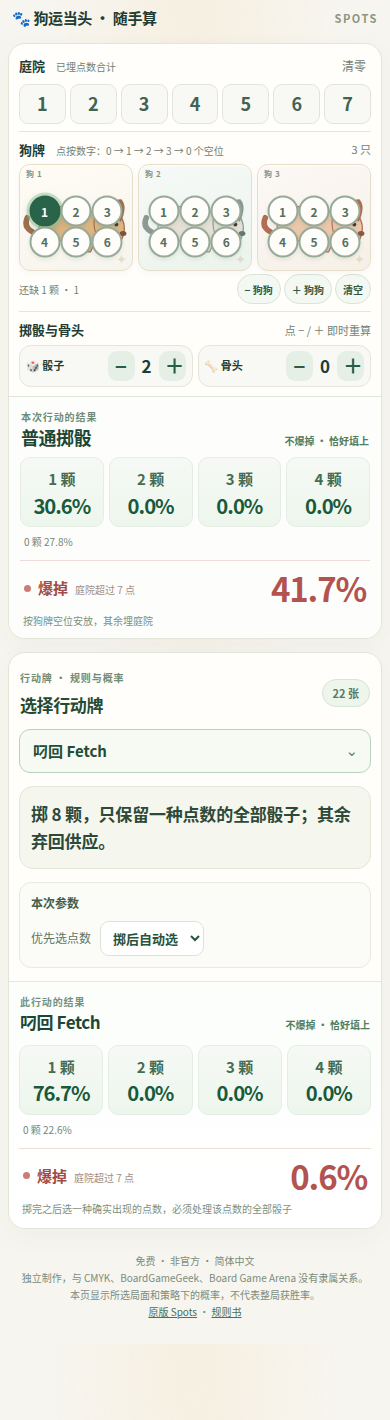 🐾 狗运当头 · 随手算 SPOTS
庭院 已埋点数合计 清零
1 2 3 4 5 6 7
狗牌 点按数字：0 → 1 → 2 → 3 → 0 个空位 3 只
狗 1 狗 2 狗 3
1 2 3 1 2 3 1 2 3
4 5 6 4 5 6 4 5 6
还缺 1 颗 · 1 − 狗狗 ＋ 狗狗 清空
掷骰与骨头 点 − / ＋ 即时重算
🎲 骰子 − 2 ＋ 🦴 骨头 − 0 ＋
本次行动的结果
普通掷骰 不爆掉 · 恰好填上
1 颗 2 颗 3 颗 4 颗
30.6% 0.0% 0.0% 0.0%
0 颗 27.8%
爆掉 庭院超过 7 点 41.7%
按狗牌空位安放，其余埋庭院
行动牌 · 规则与概率
选择行动牌 22 张
叼回 Fetch
掷 8 颗，只保留一种点数的全部骰子；其余
弃回供应。
本次参数
优先选点数 掷后自动选
此行动的结果
叼回 Fetch 不爆掉 · 恰好填上
1 颗 2 颗 3 颗 4 颗
76.7% 0.0% 0.0% 0.0%
0 颗 22.6%
爆掉 庭院超过 7 点 0.6%
掷完之后选一种确实出现的点数，必须处理该点数的全部骰子
免费 · 非官方 · 简体中文
独立制作，与 CMYK、BoardGameGeek、Board Game Arena 没有隶属关系。
本页显示所选局面和策略下的概率，不代表整局获胜率。
原版 Spots · 规则书